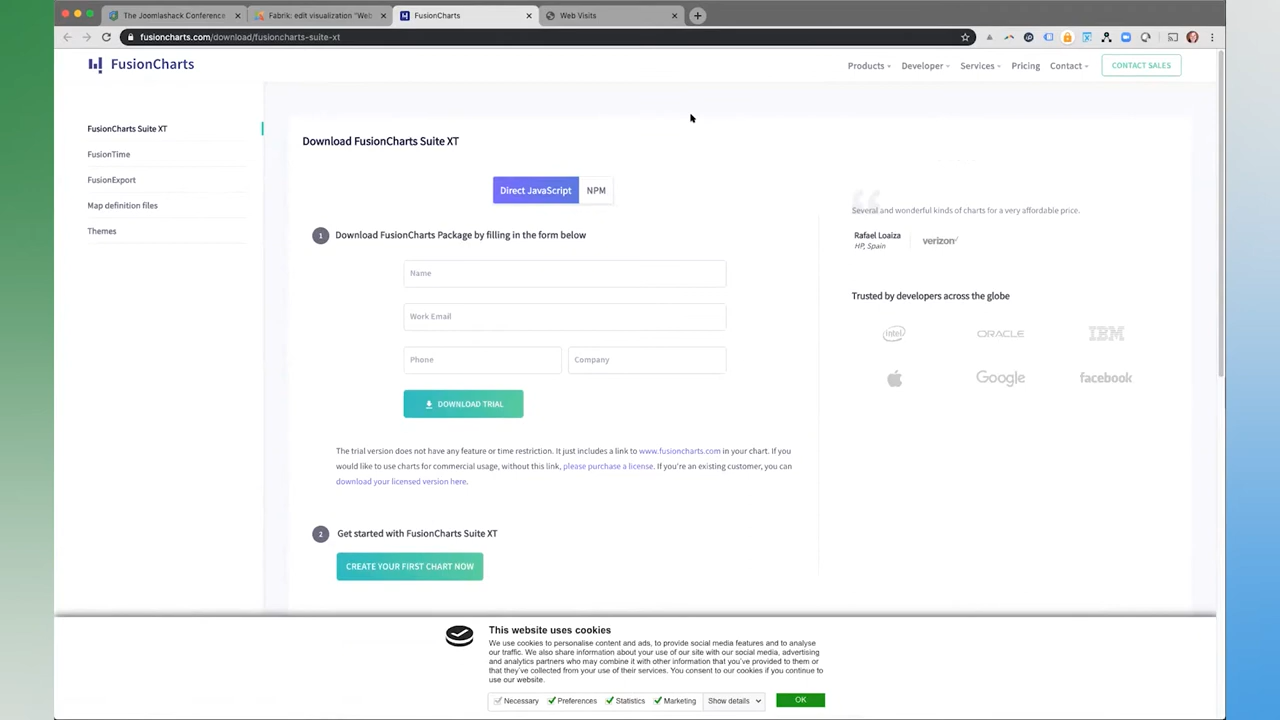 The Joomlashack Conference
Fabrik: edit visualization "Web
FusionCharts
Web Visits
fusioncharts.com/download/fusioncharts-suite-xt
FusionCharts
Products
Developer
Services
Pricing
Contact
CONTACT SALES
FusionCharts Suite XT
FusionTime
FusionExport
Map definition files
Themes
Download FusionCharts Suite XT
Direct JavaScript
NPM
1
Download FusionCharts Package by filling in the form below
Name
Work Email
Phone
Company
DOWNLOAD TRIAL
The trial version does not have any feature or time restriction. It just includes a link to www.fusioncharts.com in your chart. If you
would like to use charts for commercial usage, without this link, please purchase a license. If you're an existing customer, you can
download your licensed version here.
2
Get started with FusionCharts Suite XT
CREATE YOUR FIRST CHART NOW
Several and wonderful kinds of charts for a very affordable price.
Rafael Loaiza
HP, Spain
verizon
Trusted by developers across the globe
intel
ORACLE
IBM
Google
facebook
This website uses cookies
We use cookies to personalise content and ads, to provide social media features and to analyse
our traffic. We also share information about your use of our site with our social media, advertising
and analytics partners who may combine it with other information that you've provided to them or
that they've collected from your use of their services. You consent to our cookies if you continue to
use our website.
Necessary
Preferences
Statistics
Marketing
Show details
OK